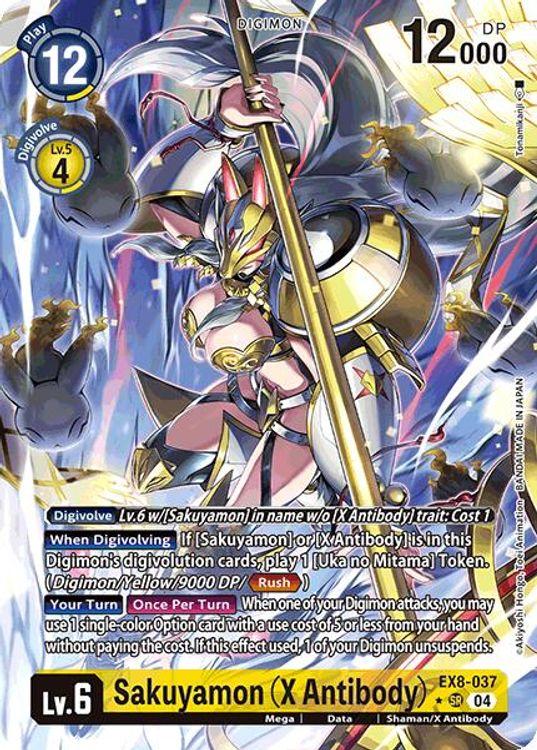 DIGIMON
Play
12
DP
12000
Digivolve
Lv.5
4
Tonamikanji
©Akiyoshi Hongo, Toei Animation BANDAI MADE IN JAPAN
Digivolve Lv.6 w/[Sakuyamon] in name w/o [X Antibody] trait: Cost 1
When Digivolving If [Sakuyamon] or [X Antibody] is in this
Digimon's digivolution cards, play 1 [Uka no Mitama] Token.
(Digimon/Yellow/9000 DP/ Rush )
Your Turn Once Per Turn When one of your Digimon attacks, you may
use 1 single-color Option card with a use cost of 5 or less from your hand
without paying the cost. If this effect used, 1 of your Digimon unsuspends.
Lv.6 Sakuyamon (X Antibody) EX8-037
SR 04
Mega | Data | Shaman/X Antibody